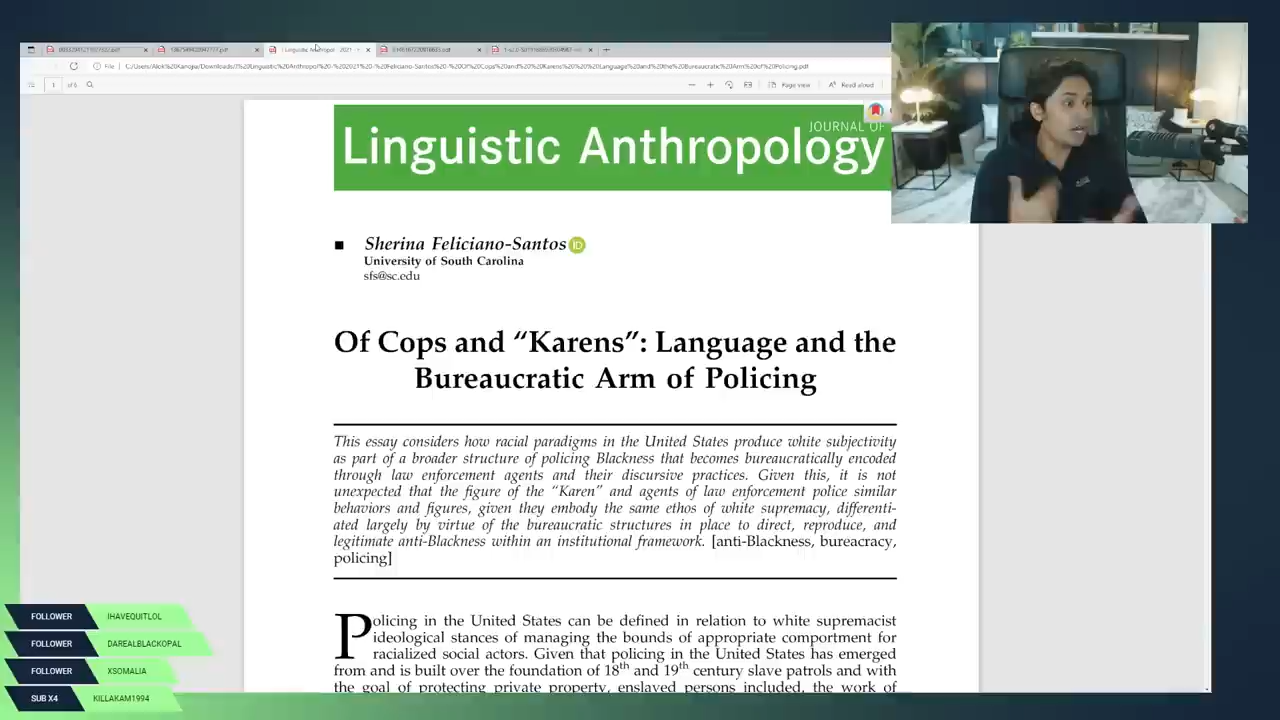 1 of 6
Page view
Read aloud
JOURNAL OF
Linguistic Anthropology
■ Sherina Feliciano-Santos iD
University of South Carolina
sfs@sc.edu
Of Cops and “Karens”: Language and the
Bureaucratic Arm of Policing
This essay considers how racial paradigms in the United States produce white subjectivity
as part of a broader structure of policing Blackness that becomes bureaucratically encoded
through law enforcement agents and their discursive practices. Given this, it is not
unexpected that the figure of the “Karen” and agents of law enforcement police similar
behaviors and figures, given they embody the same ethos of white supremacy, differenti-
ated largely by virtue of the bureaucratic structures in place to direct, reproduce, and
legitimate anti-Blackness within an institutional framework. [anti-Blackness, bureacracy,
policing]
Policing in the United States can be defined in relation to white supremacist
ideological stances of managing the bounds of appropriate comportment for
racialized social actors. Given that policing in the United States has emerged
from and is built over the foundation of 18th and 19th century slave patrols and with
the goal of protecting private property, enslaved persons included, the work of
FOLLOWER IHAVEQUITLOL
FOLLOWER DAREALBLACKOPAL
FOLLOWER XSOMALIA
SUB X4 KILLAKAM1994